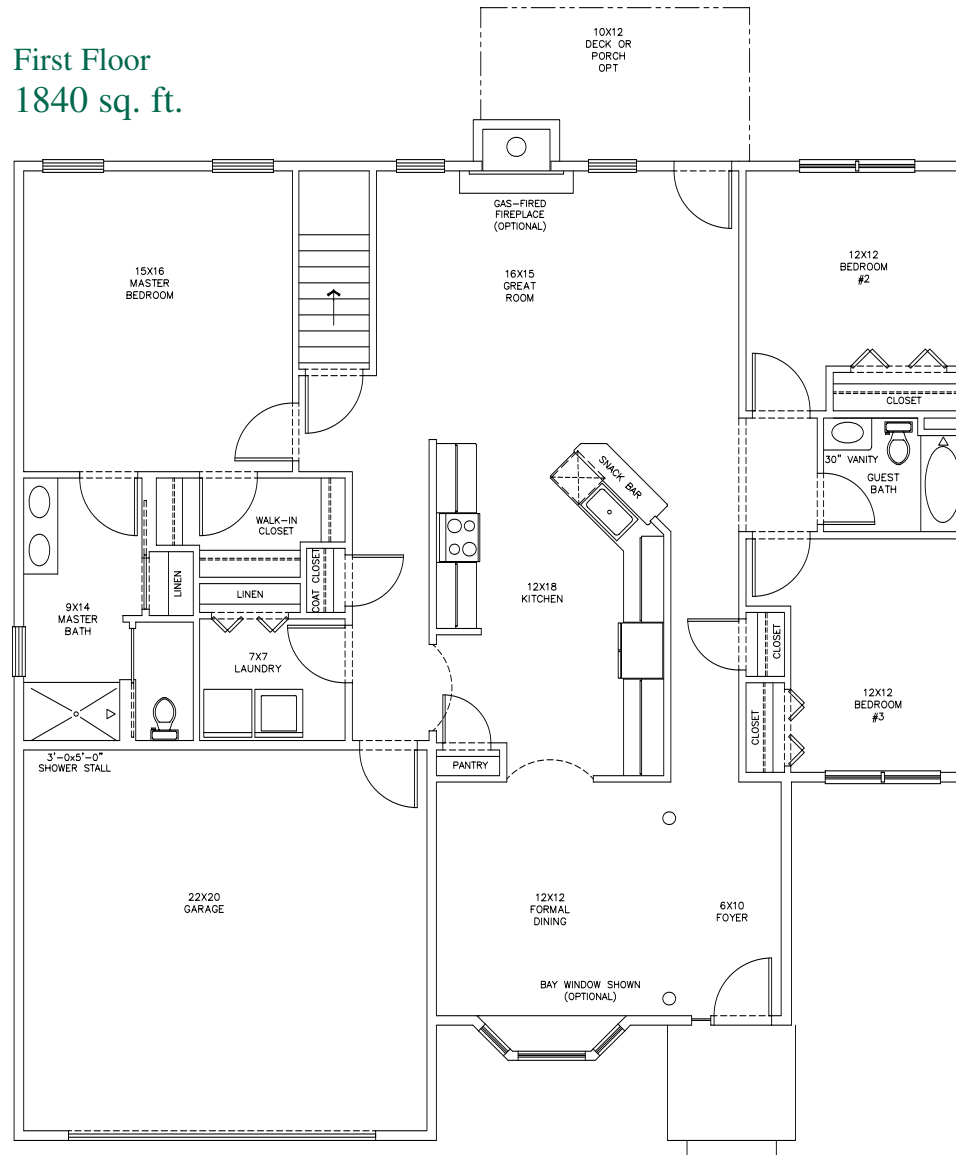 First Floor
1840 sq. ft.
10X12
DECK OR
PORCH
OPT
GAS-FIRED
FIREPLACE
(OPTIONAL)
15X16
MASTER
BEDROOM
16X15
GREAT
ROOM
12X12
BEDROOM
#2
CLOSET
SNACK BAR
30" VANITY
GUEST
BATH
WALK-IN
CLOSET
LINEN
LINEN
COAT CLOSET
9X14
MASTER
BATH
12X18
KITCHEN
7X7
LAUNDRY
CLOSET
CLOSET
12X12
BEDROOM
#3
3'-0x5'-0"
SHOWER STALL
PANTRY
22X20
GARAGE
12X12
FORMAL
DINING
6X10
FOYER
BAY WINDOW SHOWN
(OPTIONAL)